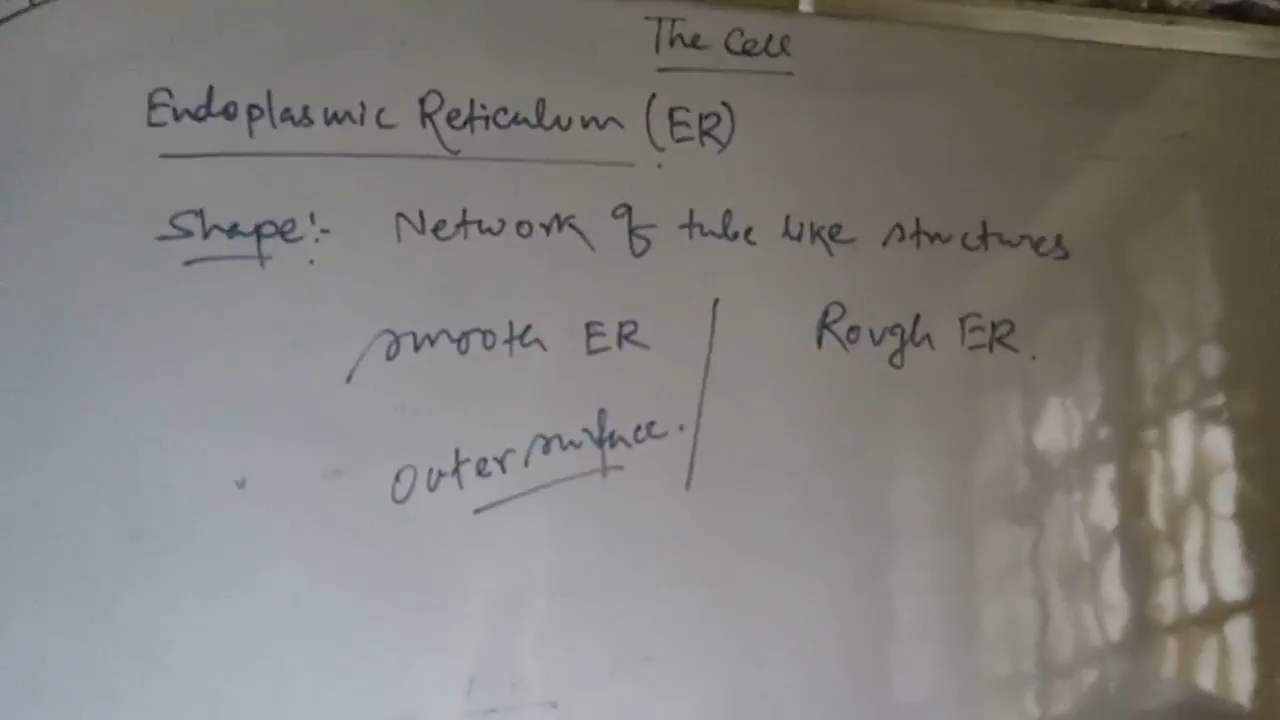 The Cell
Endoplasmic Reticulum (ER)
Shape:- Network of tube like structures
smooth ER / Rough ER.
outer surface.